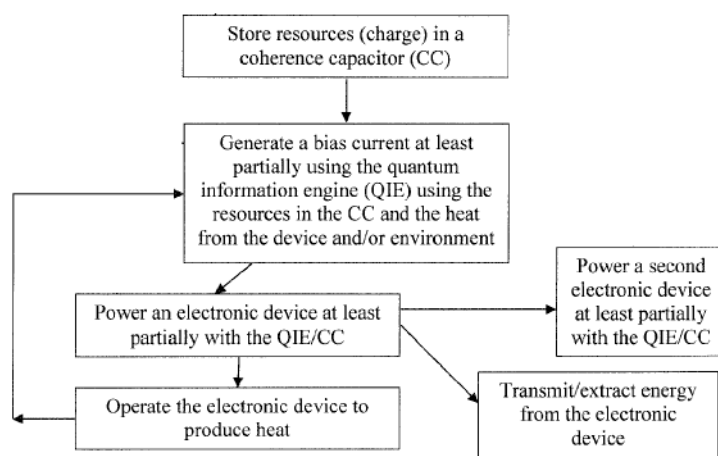 Store resources (charge) in a
coherence capacitor (CC)
Generate a bias current at least
partially using the quantum
information engine (QIE) using the
resources in the CC and the heat
from the device and/or environment
Power a second
electronic device
at least partially
with the QIE/CC
Power an electronic device at least
partially with the QIE/CC
Transmit/extract energy
from the electronic
device
Operate the electronic device to
produce heat